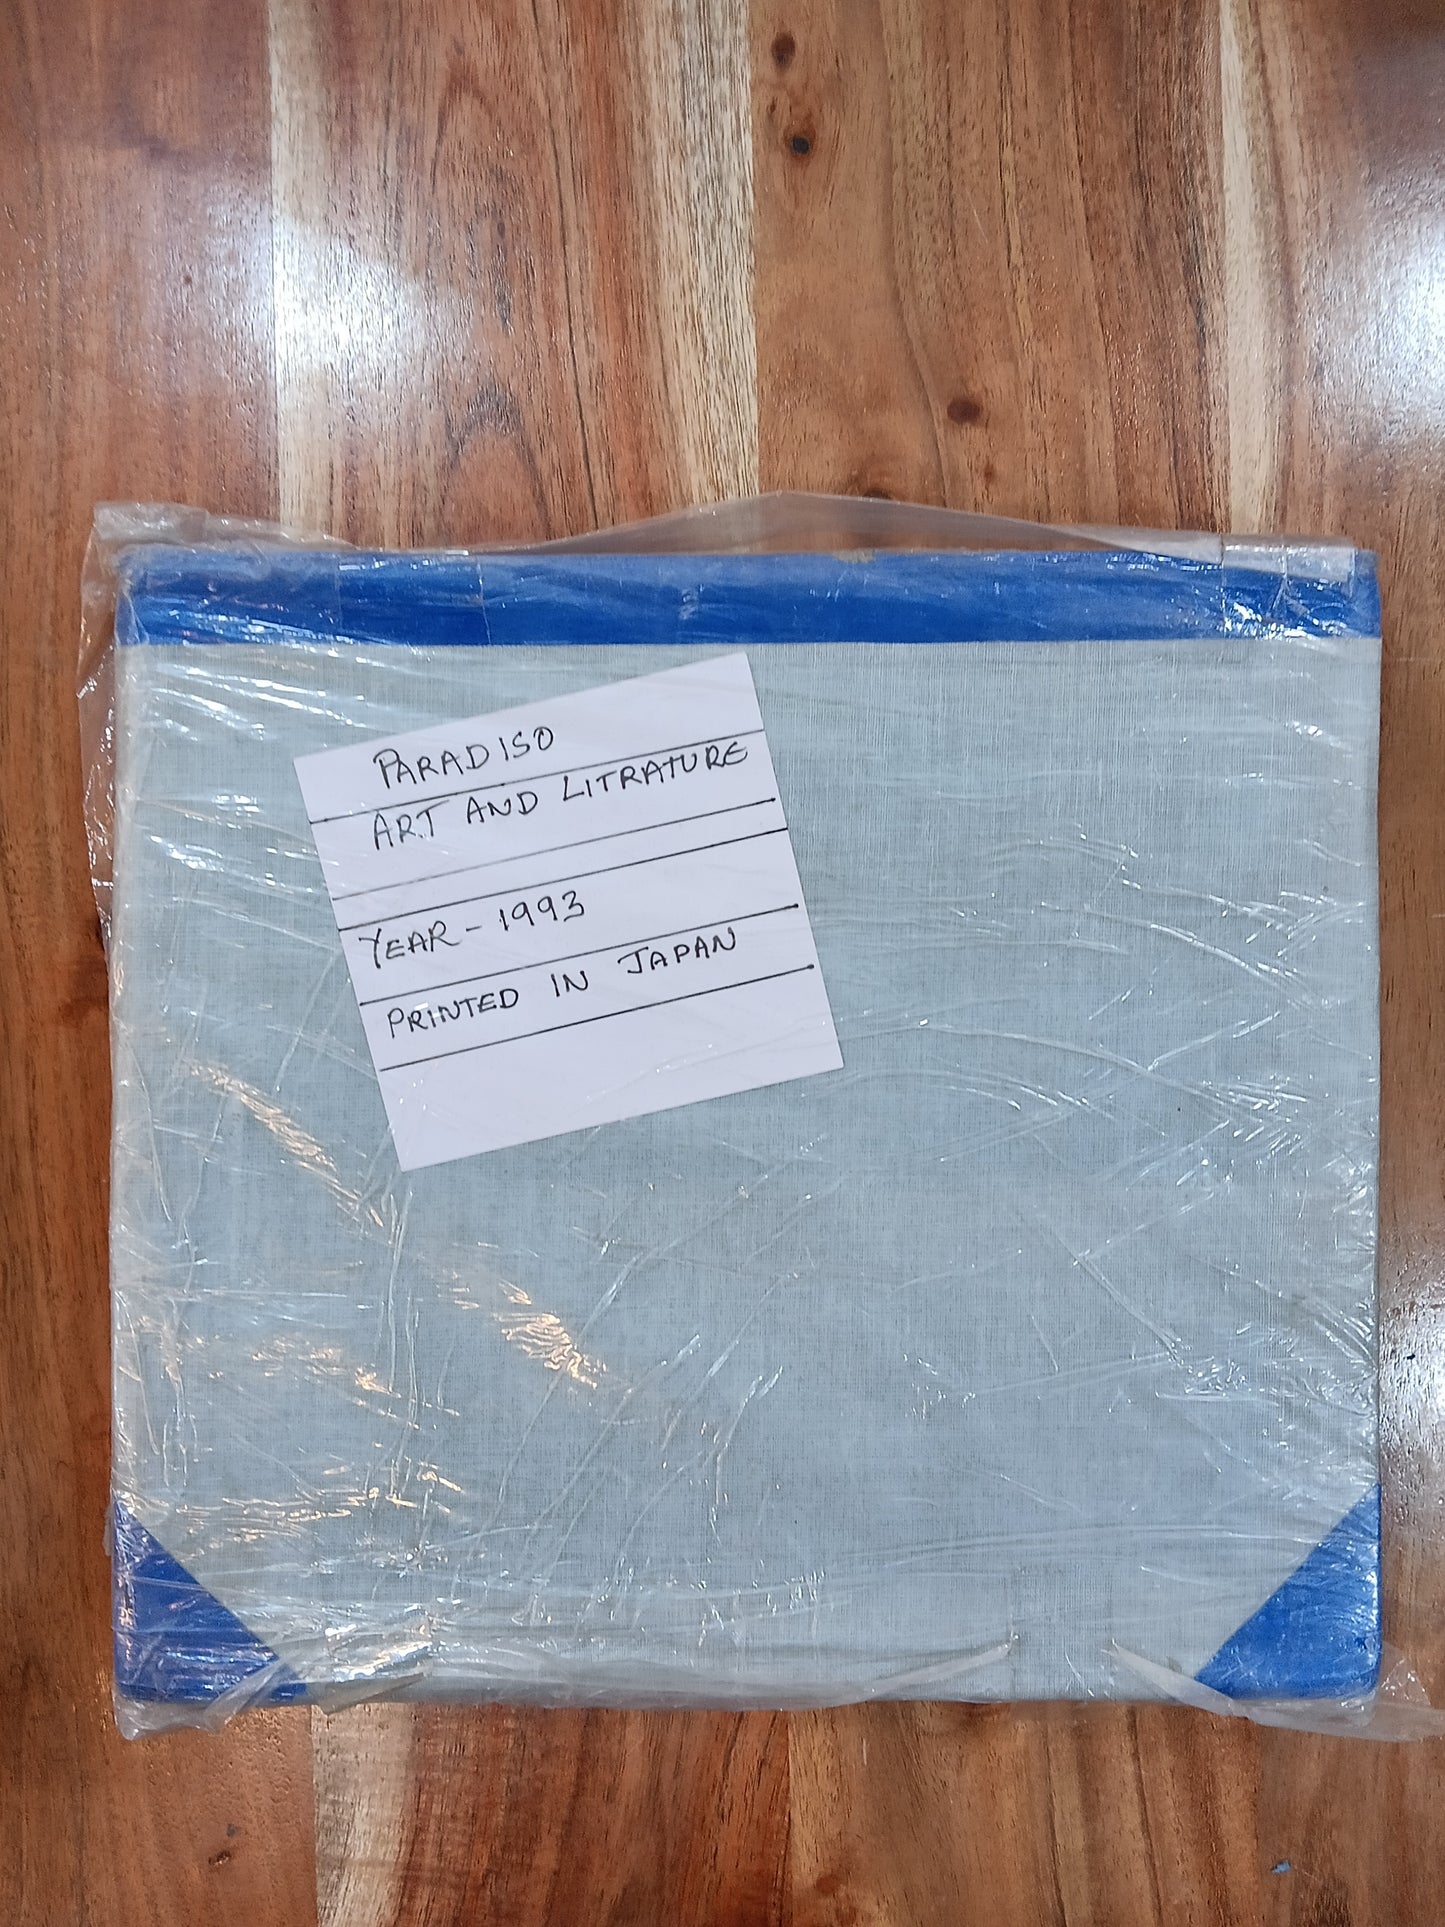 PARADISO
ART AND LITRATURE
YEAR - 1993
PRINTED IN JAPAN